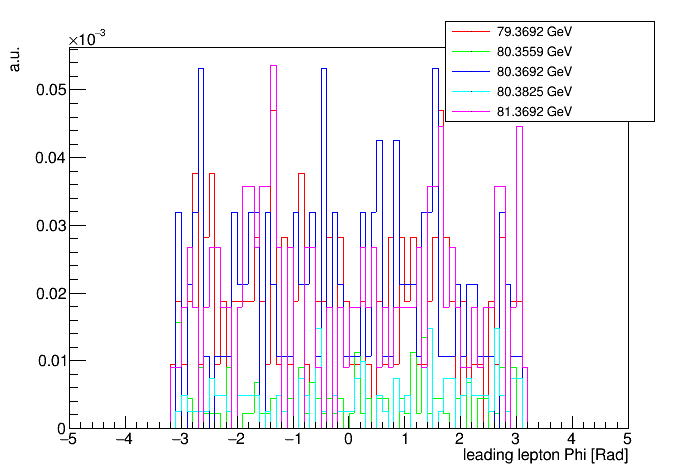 ×10⁻³
a.u.
79.3692 GeV
80.3559 GeV
80.3692 GeV
80.3825 GeV
81.3692 GeV
0.05
0.04
0.03
0.02
0.01
0
−5 −4 −3 −2 −1 0 1 2 3 4 5
leading lepton Phi [Rad]